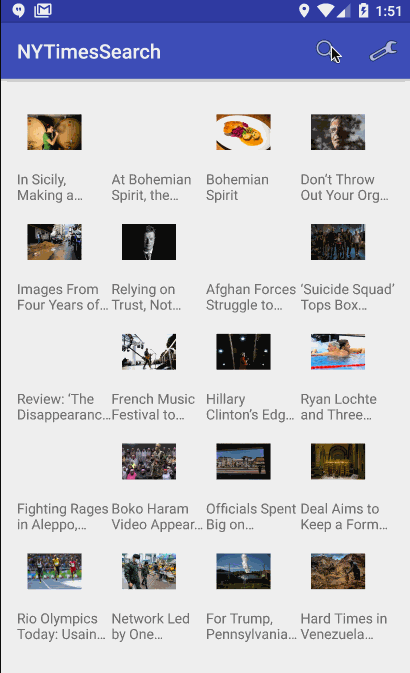 1:51
NYTimesSearch
In Sicily,
Making a…
At Bohemian
Spirit, the…
Bohemian
Spirit
Don’t Throw
Out Your Org…
Images From
Four Years of…
Relying on
Trust, Not…
Afghan Forces
Struggle to…
‘Suicide Squad’
Tops Box…
Review: ‘The
Disappearanc…
French Music
Festival to…
Hillary
Clinton’s Edg…
Ryan Lochte
and Three…
Fighting Rages
in Aleppo,…
Boko Haram
Video Appear…
Officials Spent
Big on…
Deal Aims to
Keep a Form…
Rio Olympics
Today: Usain…
Network Led
by One…
For Trump,
Pennsylvania…
Hard Times in
Venezuela…